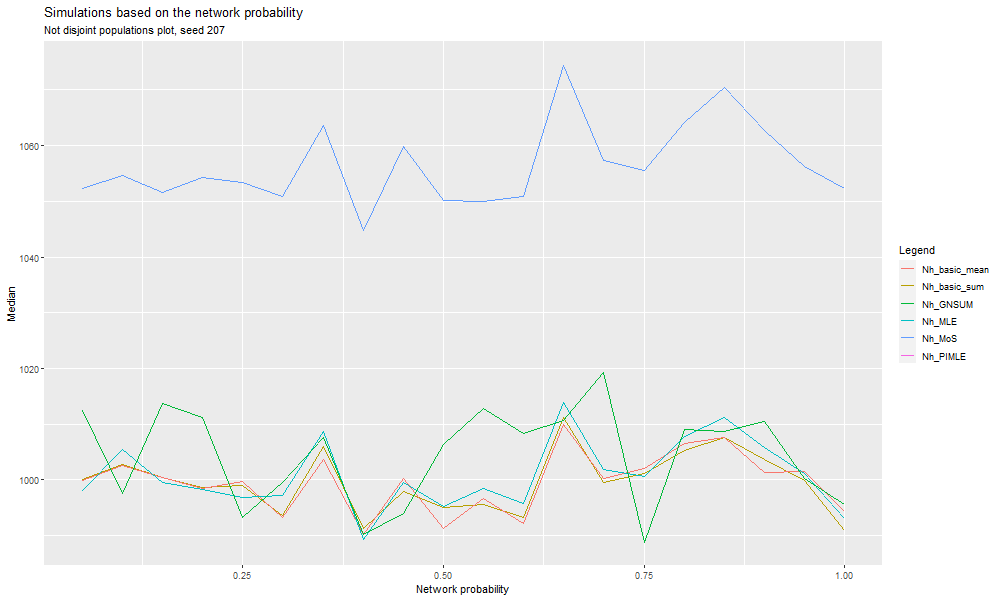 Simulations based on the network probability
Not disjoint populations plot, seed 207
Median
1060
1040
1020
1000
0.25
0.50
0.75
1.00
Network probability
Legend
Nh_basic_mean
Nh_basic_sum
Nh_GNSUM
Nh_MLE
Nh_MoS
Nh_PIMLE